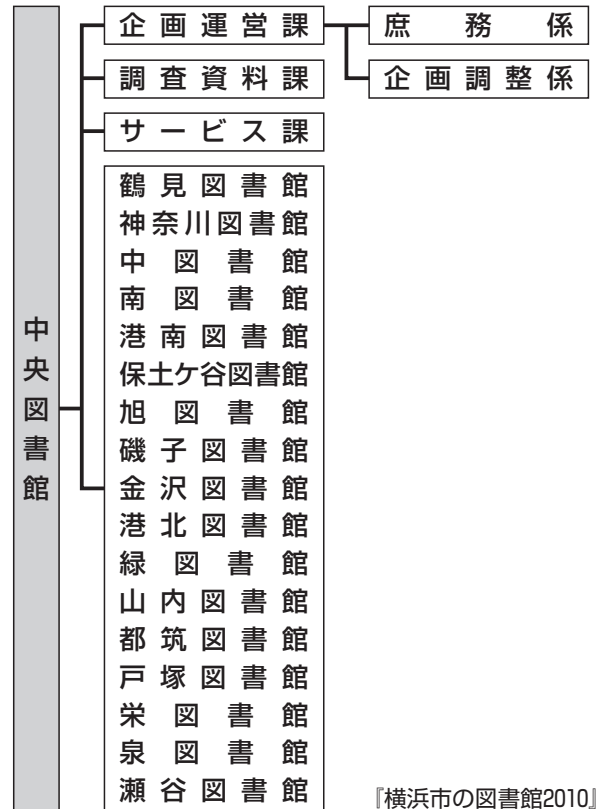 中央図書館
企画運営課
庶務係
企画調整係
調査資料課
サービス課
鶴見図書館
神奈川図書館
中図書館
南図書館
港南図書館
保土ケ谷図書館
旭図書館
磯子図書館
金沢図書館
港北図書館
緑図書館
山内図書館
都筑図書館
戸塚図書館
栄図書館
泉図書館
瀬谷図書館
『横浜市の図書館2010』